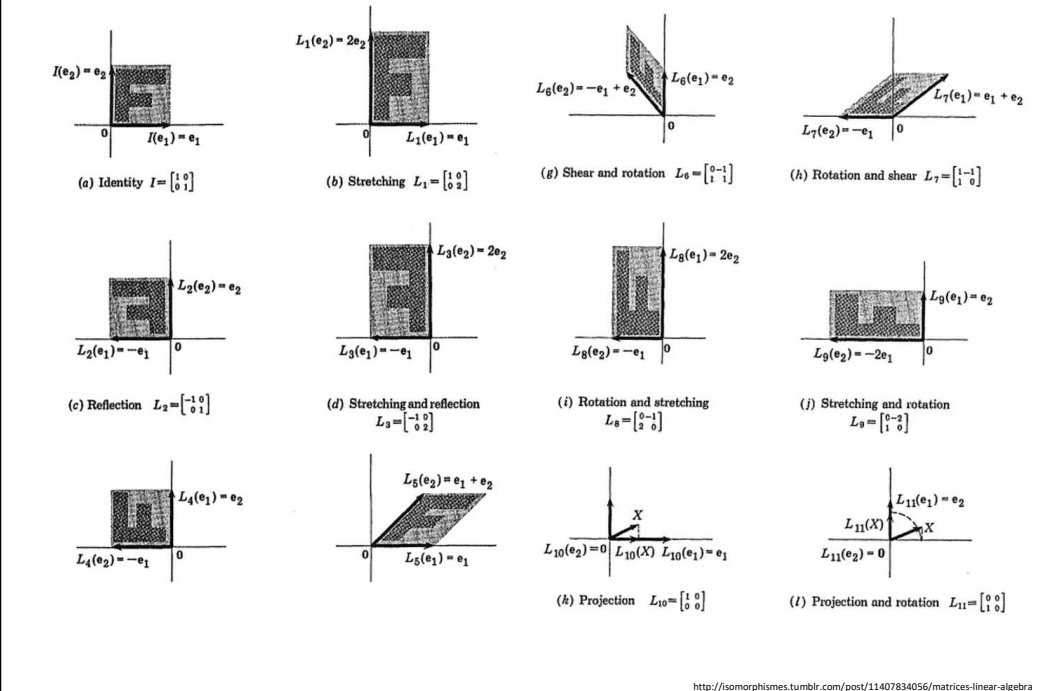 I(e₂) = e₂
0
I(e₁) = e₁
(a) Identity I = [1 0
0 1]
L₁(e₂) = 2e₂
0
L₁(e₁) = e₁
(b) Stretching L₁ = [1 0
0 2]
L₆(e₂) = −e₁ + e₂
L₆(e₁) = e₂
0
(g) Shear and rotation L₆ = [0 −1
1 1]
L₇(e₁) = e₁ + e₂
L₇(e₂) = −e₁
0
(h) Rotation and shear L₇ = [1 −1
1 0]
L₂(e₂) = e₂
L₂(e₁) = −e₁
0
(c) Reflection L₂ = [−1 0
0 1]
L₃(e₂) = 2e₂
L₃(e₁) = −e₁
0
(d) Stretching and reflection
L₃ = [−1 0
0 2]
L₈(e₁) = 2e₂
L₈(e₂) = −e₁
0
(i) Rotation and stretching
L₈ = [0 −1
2 0]
L₉(e₁) = e₂
L₉(e₂) = −2e₁
0
(j) Stretching and rotation
L₉ = [0 −2
1 0]
L₄(e₁) = e₂
L₄(e₂) = −e₁
0
L₅(e₂) = e₁ + e₂
0
L₅(e₁) = e₁
X
L₁₀(e₂) = 0
L₁₀(X)
L₁₀(e₁) = e₁
(k) Projection L₁₀ = [1 0
0 0]
L₁₁(e₁) = e₂
L₁₁(X)
X
L₁₁(e₂) = 0
(l) Projection and rotation L₁₁ = [0 0
1 0]
http://isomorphismes.tumblr.com/post/11407834056/matrices-linear-algebra